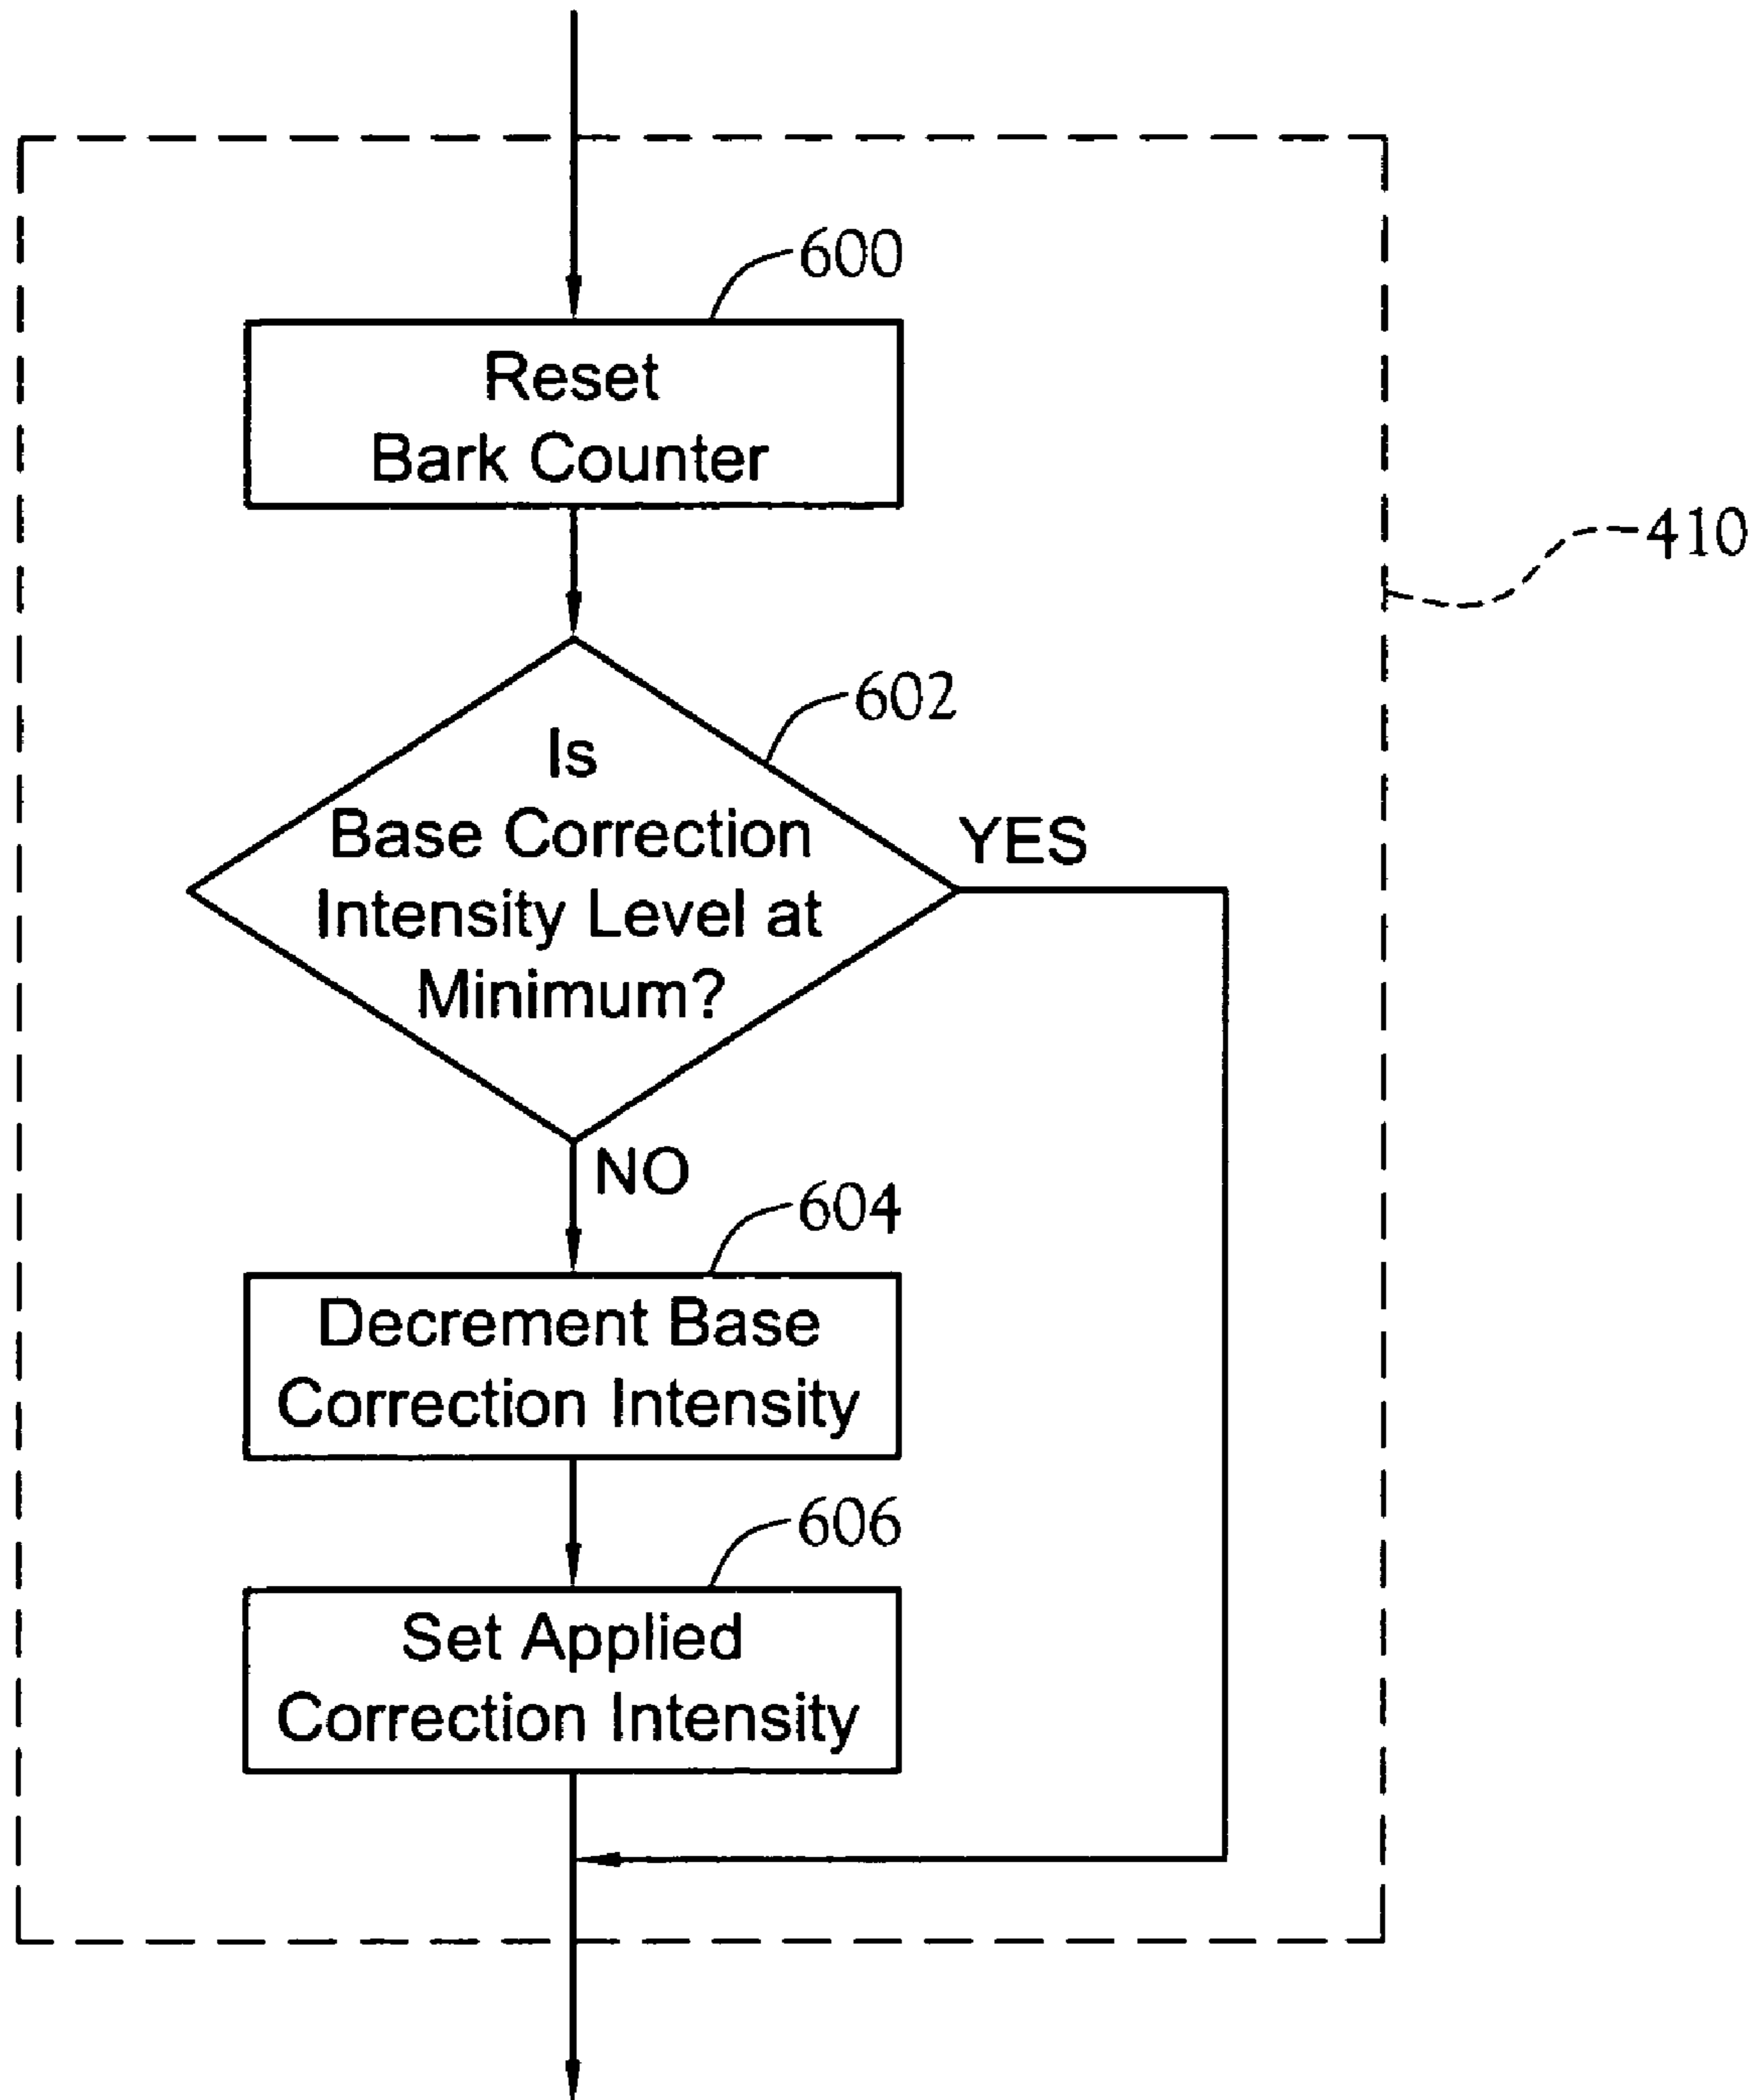 600
Reset
Bark Counter
410
602
Is
Base Correction
Intensity Level at
Minimum?
YES
NO
604
Decrement Base
Correction Intensity
606
Set Applied
Correction Intensity